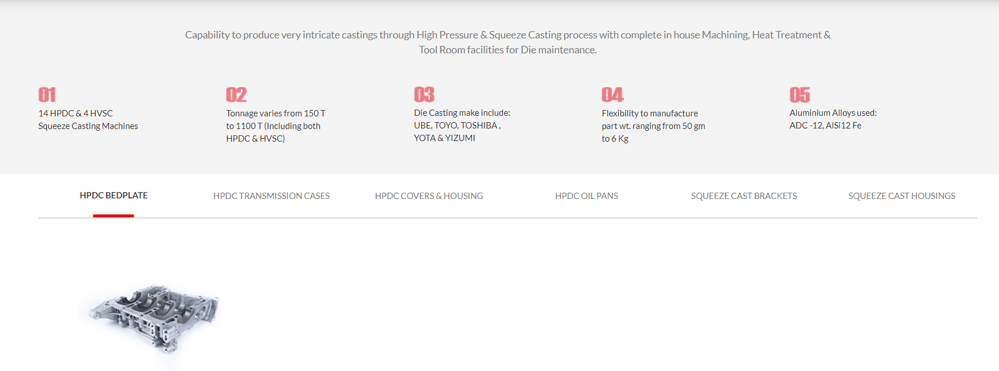 Capability to produce very intricate castings through High Pressure & Squeeze Casting process with complete in house Machining, Heat Treatment &
Tool Room facilities for Die maintenance.
01
14 HPDC & 4 HVSC
Squeeze Casting Machines
02
Tonnage varies from 150 T
to 1100 T (Including both
HPDC & HVSC)
03
Die Casting make include:
UBE, TOYO, TOSHIBA ,
YOTA & YIZUMI
04
Flexibility to manufacture
part wt. ranging from 50 gm
to 6 Kg
05
Aluminium Alloys used:
ADC -12, AlSi12 Fe
HPDC BEDPLATE
HPDC TRANSMISSION CASES
HPDC COVERS & HOUSING
HPDC OIL PANS
SQUEEZE CAST BRACKETS
SQUEEZE CAST HOUSINGS